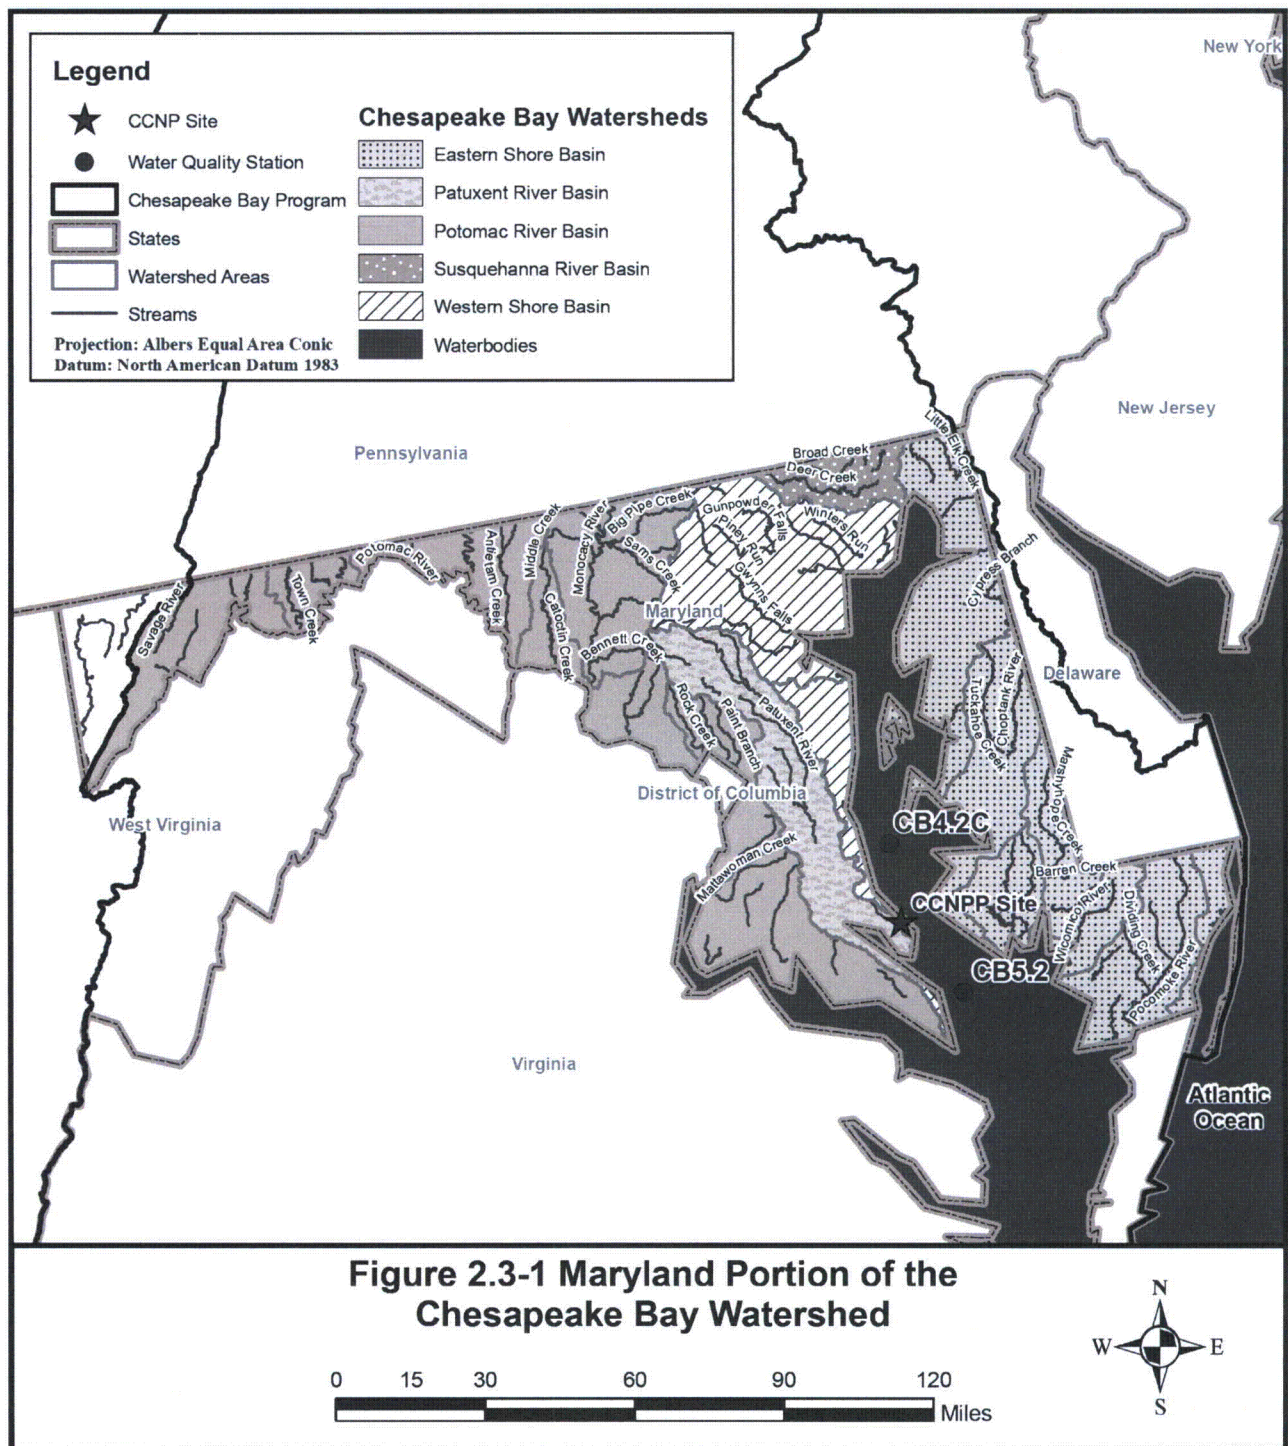 Legend
CCNP Site
Water Quality Station
Chesapeake Bay Program
States
Watershed Areas
Streams
Projection: Albers Equal Area Conic
Datum: North American Datum 1983
Chesapeake Bay Watersheds
Eastern Shore Basin
Patuxent River Basin
Potomac River Basin
Susquehanna River Basin
Western Shore Basin
Waterbodies
New York
New Jersey
Pennsylvania
Little Elk Creek
Broad Creek
Deer Creek
Big Pipe Creek
Gunpowder Falls
Winters Run
Piney Run
Gwynns Falls
Sams Creek
Monocacy River
Middle Creek
Antietam Creek
Potomac River
Town Creek
Savage River
Catoctin Creek
Bennett Creek
Maryland
Cypress Branch
Delaware
Choptank River
Tuckahoe Creek
Rock Creek
Paint Branch
Patuxent River
District of Columbia
West Virginia
Marshyhope Creek
CB4.2C
Mattawoman Creek
Barren Creek
CCNPP Site
Wicomico River
Dividing Creek
Pocomoke River
CB5.2
Virginia
Atlantic
Ocean
Figure 2.3-1 Maryland Portion of the
Chesapeake Bay Watershed
N
W E
S
0 15 30 60 90 120
Miles